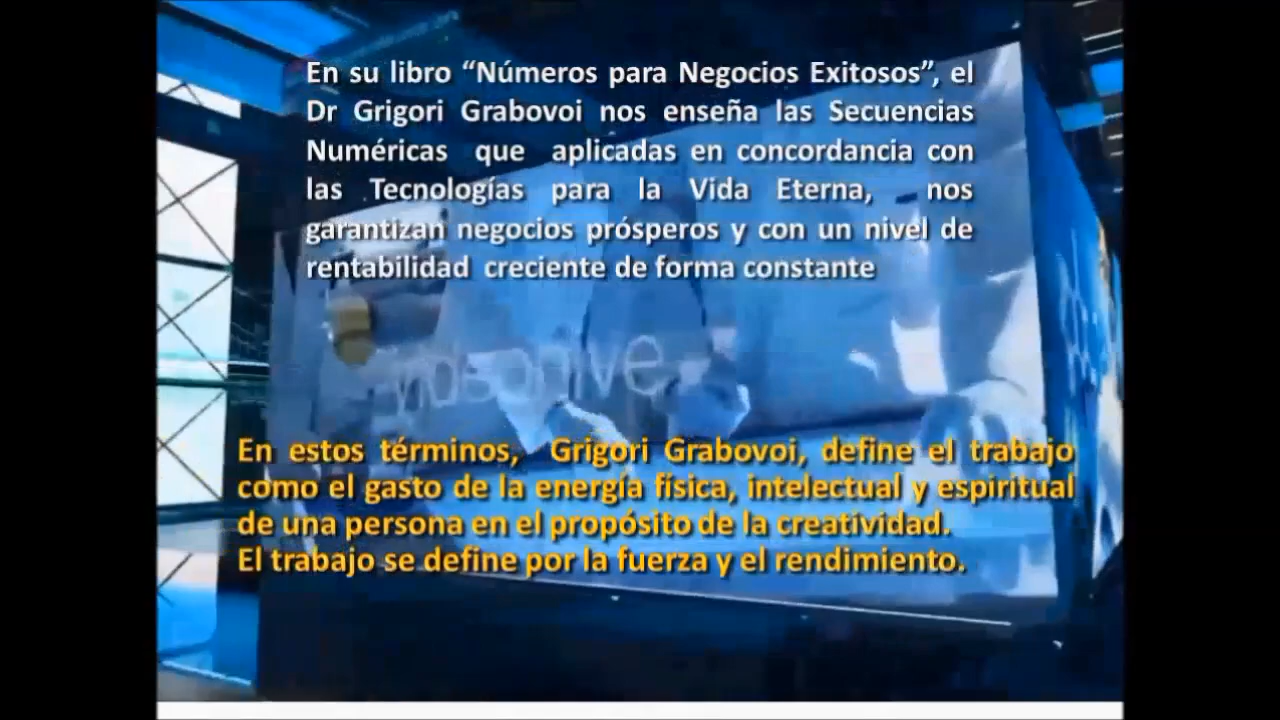 En su libro “Números para Negocios Exitosos”, el
Dr Grigori Grabovoi nos enseña las Secuencias
Numéricas que aplicadas en concordancia con
las Tecnologías para la Vida Eterna, nos
garantizan negocios prósperos y con un nivel de
rentabilidad creciente de forma constante
En estos términos, Grigori Grabovoi, define el trabajo
como el gasto de la energía física, intelectual y espiritual
de una persona en el propósito de la creatividad.
El trabajo se define por la fuerza y el rendimiento.